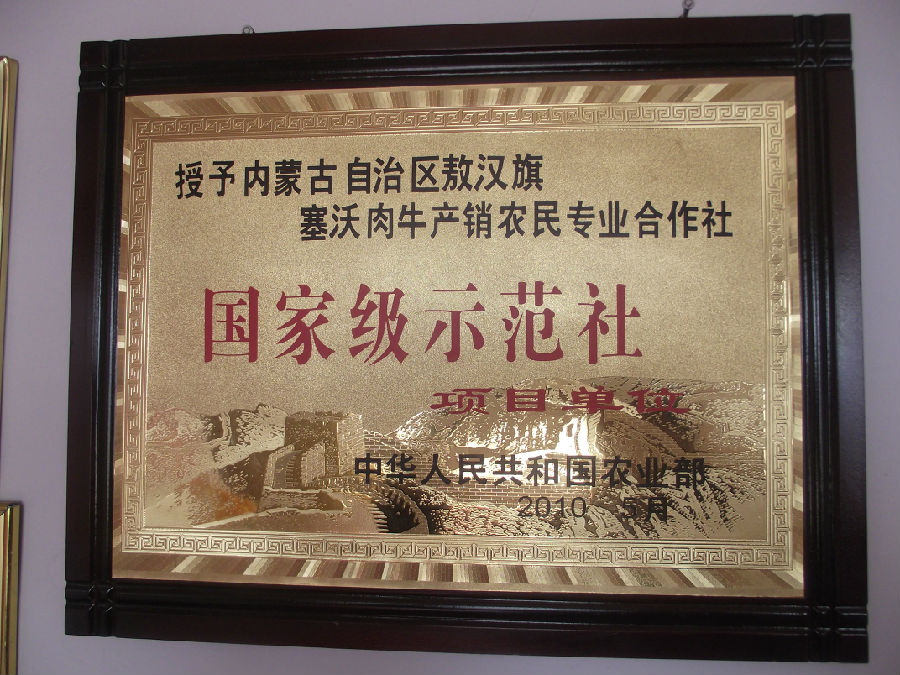 授予内蒙古自治区敖汉旗
塞沃肉牛产销农民专业合作社
国家级示范社
项目单位
中华人民共和国农业部
2010 5月